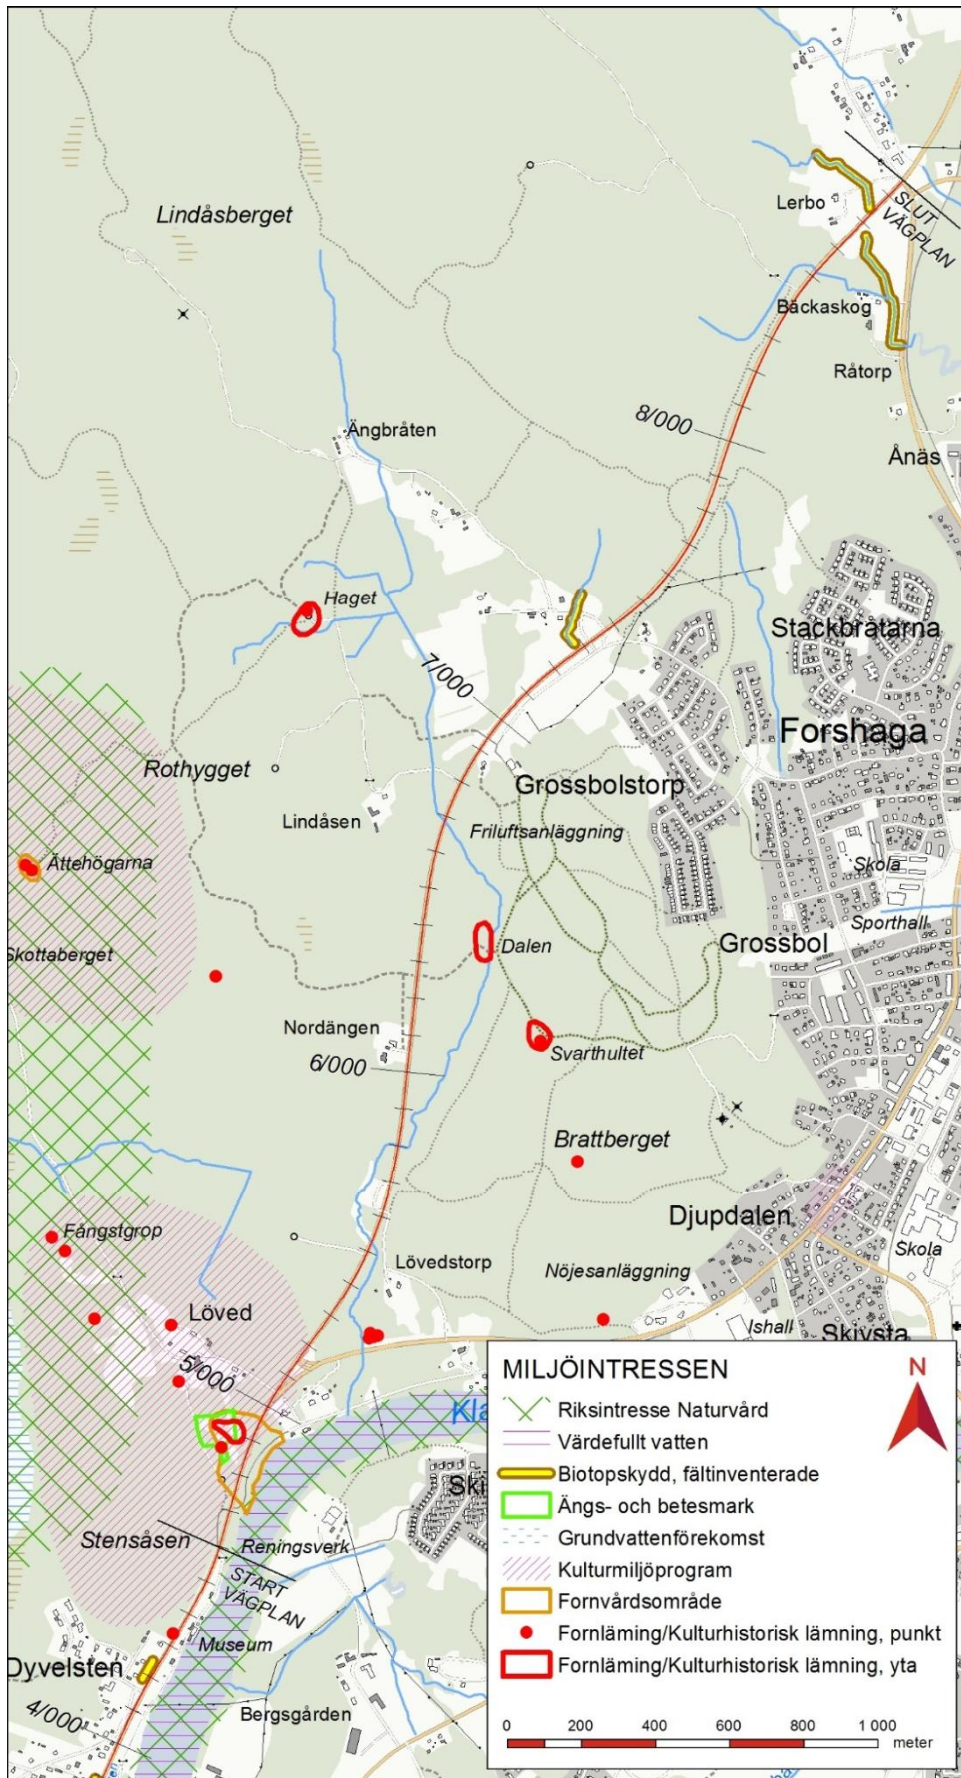 Lindåsberget
Lerbo
SLUT
VÄGPLAN
Bäckaskog
Råtorp
8/000
Ängbråten
Ånäs
Haget
Stackbråtarna
7/000
Forshaga
Rothygget
Grossbolstorp
Lindåsen
Friluftsanläggning
Ättehögarna
Skola
Sporthall
Skottaberget
Dalen
Grossbol
Nordängen
6/000
Svarthultet
Brattberget
Djupdalen
Fångstgrop
Skola
Lövedstorp
Nöjesanläggning
Löved
Ishall
Skivsta
5/000
Kla
Ski
Stensåsen
Reningsverk
START
VÄGPLAN
Museum
Dyvelsten
4/000
Bergsgården
MILJÖINTRESSEN
N
Riksintresse Naturvård
Värdefullt vatten
Biotopskydd, fältinventerade
Ängs- och betesmark
Grundvattenförekomst
Kulturmiljöprogram
Fornvårdsområde
Fornläming/Kulturhistorisk lämning, punkt
Fornläming/Kulturhistorisk lämning, yta
0 200 400 600 800 1 000
meter